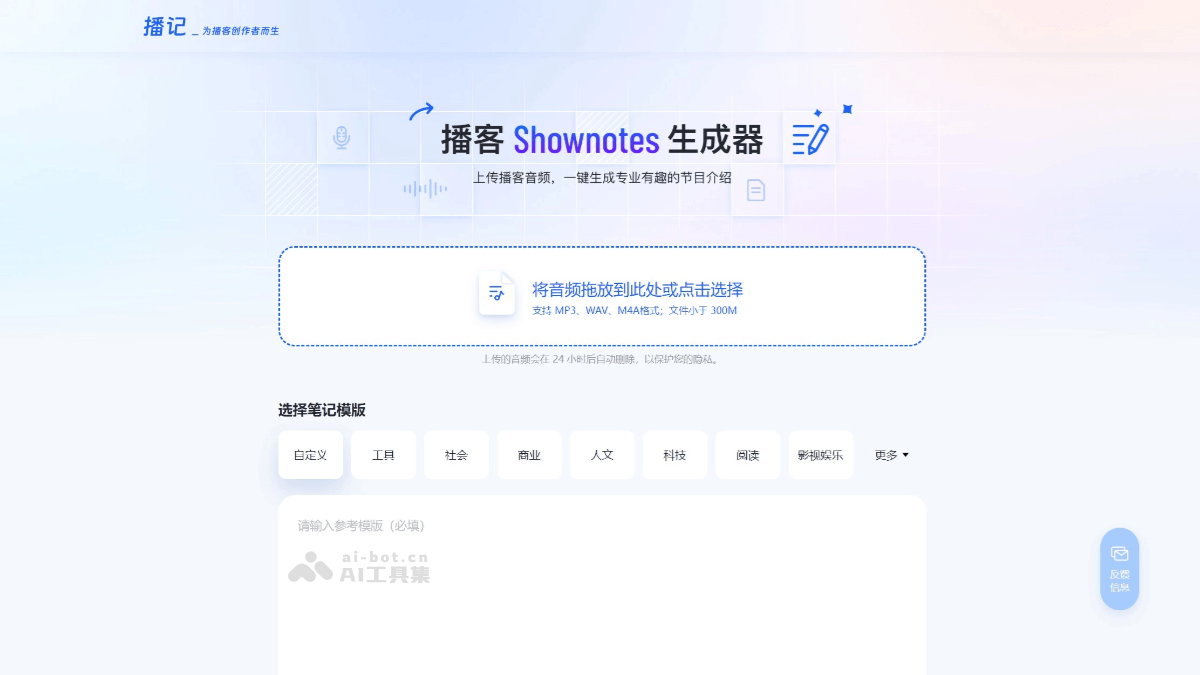 播记 _ 为播客创作者而生
播客 Shownotes 生成器
上传播客音频，一键生成专业有趣的节目介绍
将音频拖放到此处或点击选择
支持 MP3、WAV、M4A格式；文件小于 300M
上传的音频会在 24 小时后自动删除，以保护您的隐私。
选择笔记模版
自定义 工具 社会 商业 人文 科技 阅读 影视娱乐 更多
请输入参考模版（必填）
ai-bot.cn
AI工具集
反馈
信息